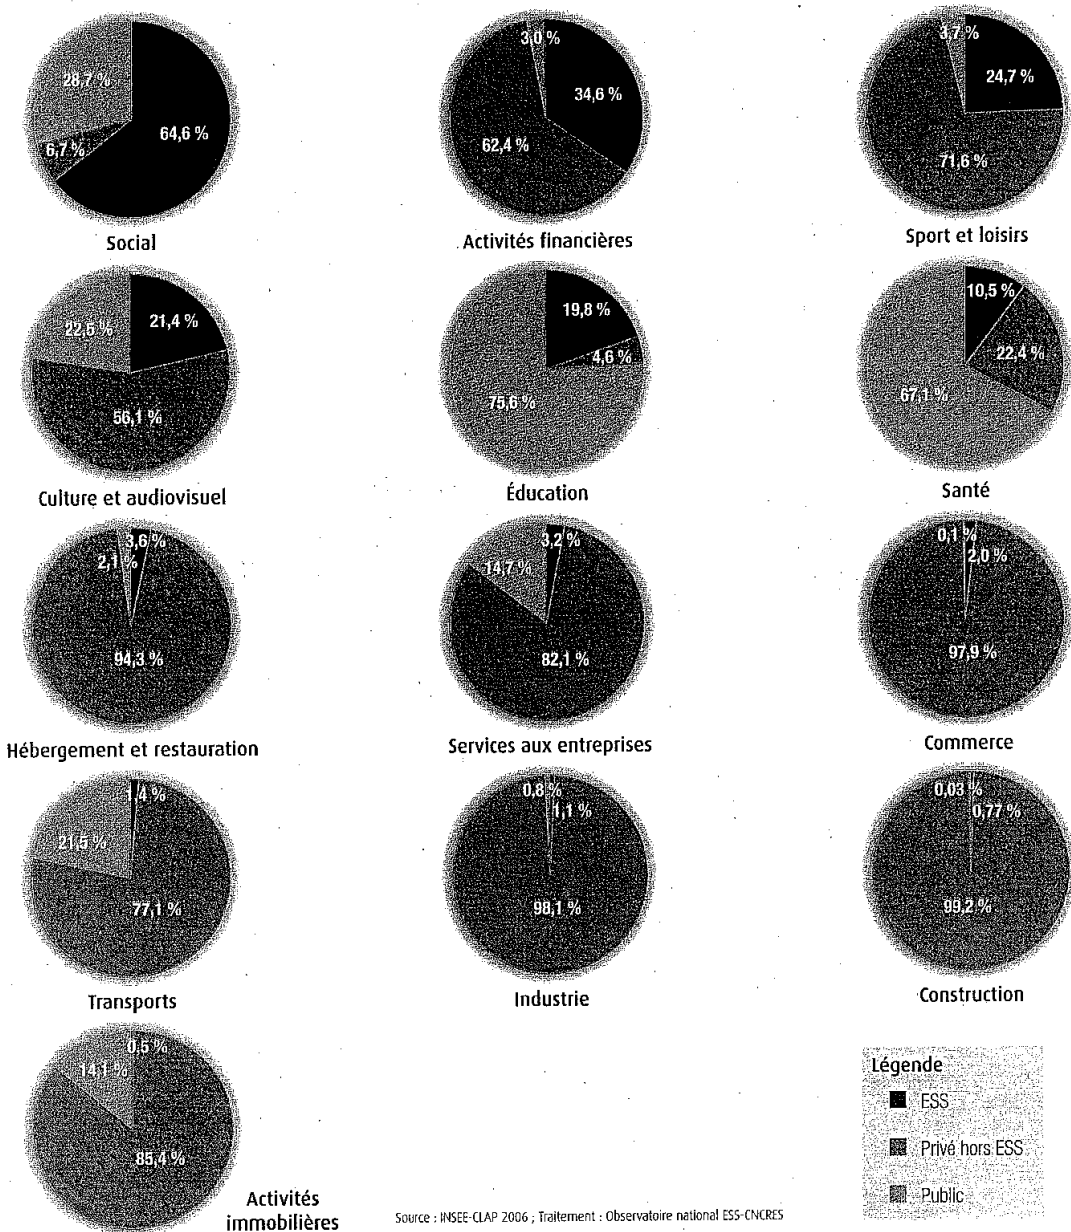 28,7 %
64,6 %
6,7 %
Social
3,0 %
34,6 %
62,4 %
Activités financières
3,7 %
24,7 %
71,6 %
Sport et loisirs
22,5 %
21,4 %
56,1 %
Culture et audiovisuel
19,8 %
4,6 %
75,6 %
Éducation
10,5 %
22,4 %
67,1 %
Santé
3,6 %
2,1 %
94,3 %
Hébergement et restauration
3,2 %
14,7 %
82,1 %
Services aux entreprises
0,1 %
2,0 %
97,9 %
Commerce
1,4 %
21,5 %
77,1 %
Transports
0,8 %
1,1 %
98,1 %
Industrie
0,03 %
0,77 %
99,2 %
Construction
0,5 %
14,1 %
85,4 %
Activités
immobilières
Légende
ESS
Privé hors ESS
Public
Source : INSEE-CLAP 2006 ; Traitement : Observatoire national ESS-CNCRES